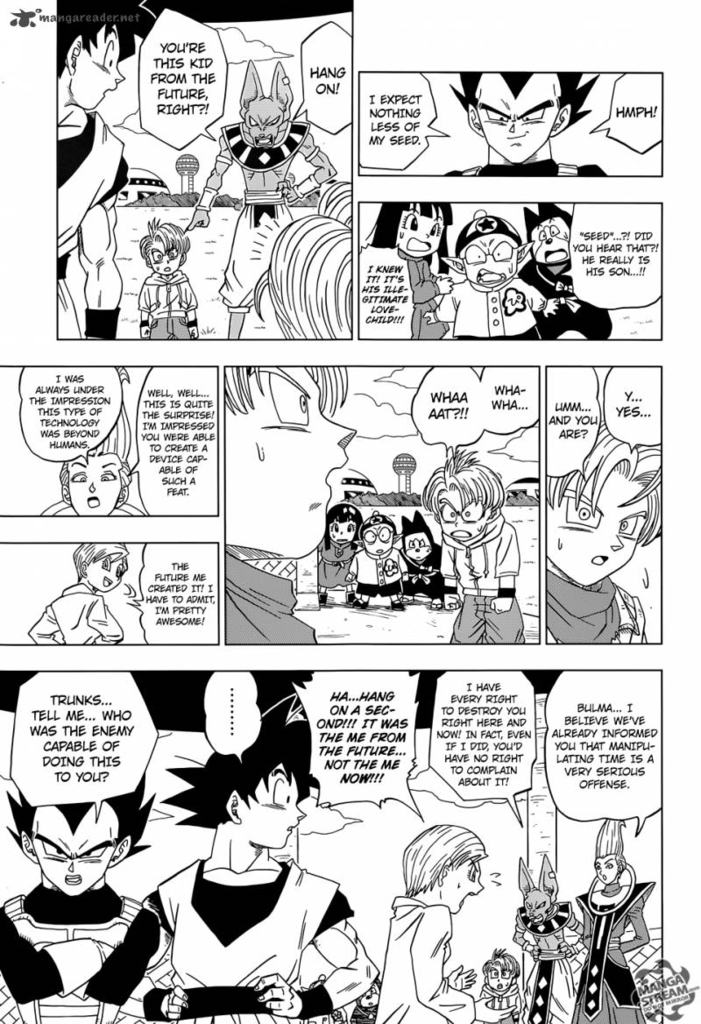 mangareader.net
HMPH!
I EXPECT
NOTHING
LESS OF
MY SEED.
"SEED"...?! DID
YOU HEAR THAT?!
HE REALLY IS
HIS SON...!!
I KNEW
IT! IT'S
HIS ILLE-
GITIMATE
LOVE-
CHILD!!!
HANG
ON!
YOU'RE
THIS KID
FROM THE
FUTURE,
RIGHT?!
Y...
YES...
UMM...
AND YOU
ARE?
WHA-
WHA...
WHAA
AAT?!!
WELL, WELL...
THIS IS QUITE
THE SURPRISE!
I'M IMPRESSED
YOU WERE ABLE
TO CREATE A
DEVICE CAP-
ABLE OF
SUCH A
FEAT.
I WAS
ALWAYS UNDER
THE IMPRESSION
THIS TYPE OF
TECHNOLOGY
WAS BEYOND
HUMANS.
THE
FUTURE ME
CREATED IT! I
HAVE TO ADMIT,
I'M PRETTY
AWESOME!
BULMA... I
BELIEVE WE'VE
ALREADY INFORMED
YOU THAT MANIPU-
LATING TIME IS A
VERY SERIOUS
OFFENSE.
I HAVE
EVERY RIGHT TO
DESTROY YOU
RIGHT HERE AND
NOW! IN FACT, EVEN
IF I DID, YOU'D
HAVE NO RIGHT
TO COMPLAIN
ABOUT IT!
HA...HANG
ON A SEC-
OND!!! IT WAS
THE ME FROM
THE FUTURE...
NOT THE ME
NOW!!!
TRUNKS...
TELL ME... WHO
WAS THE ENEMY
CAPABLE OF
DOING THIS
TO YOU?
MANGA
STREAM